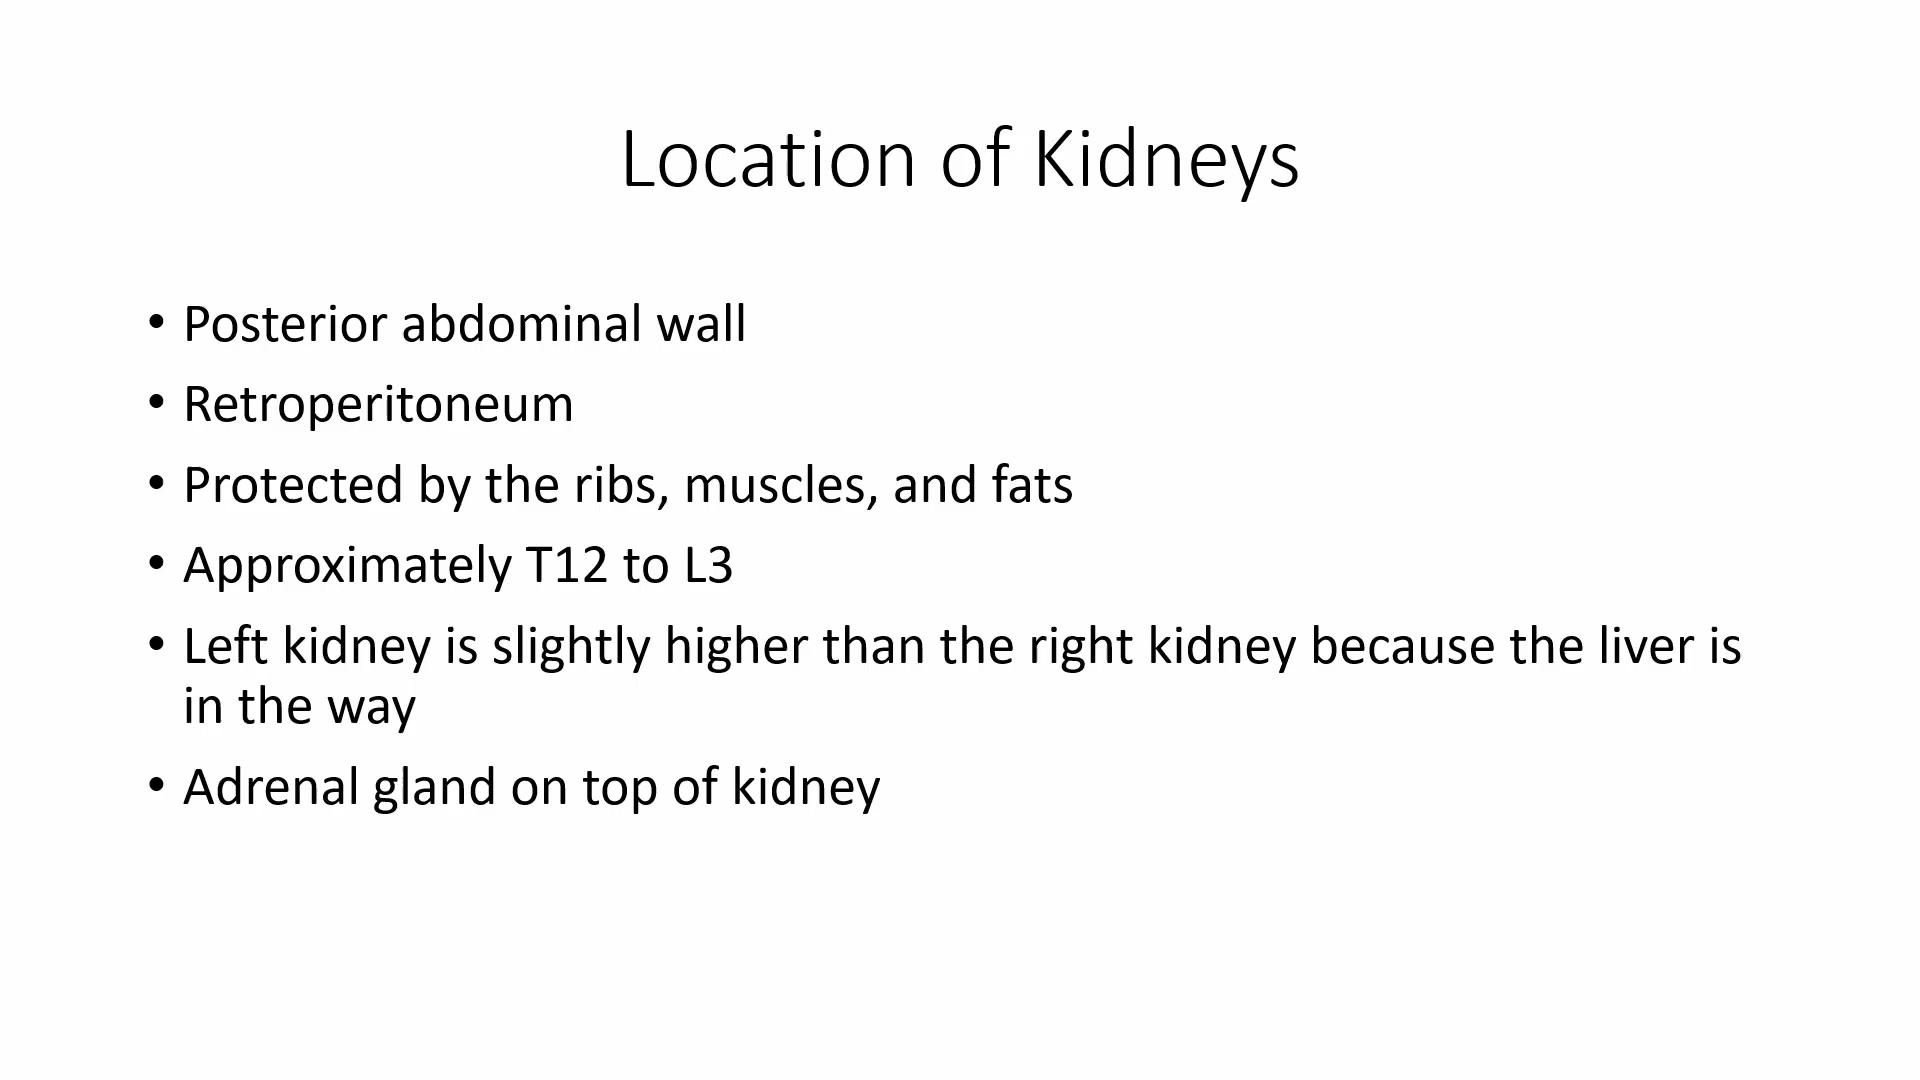 Location of Kidneys
• Posterior abdominal wall
• Retroperitoneum
• Protected by the ribs, muscles, and fats
• Approximately T12 to L3
• Left kidney is slightly higher than the right kidney because the liver is
in the way
• Adrenal gland on top of kidney